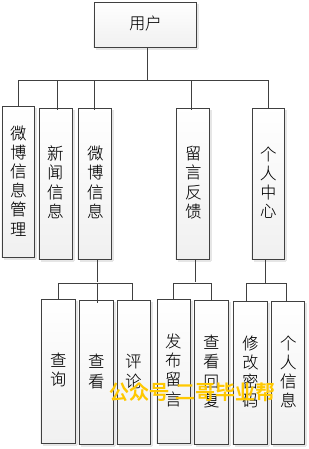 用户
微博信息管理
新闻信息
微博信息
留言反馈
个人中心
查询
查看
评论
发布留言
查看回复
修改密码
个人信息
公众号 二哥毕业帮